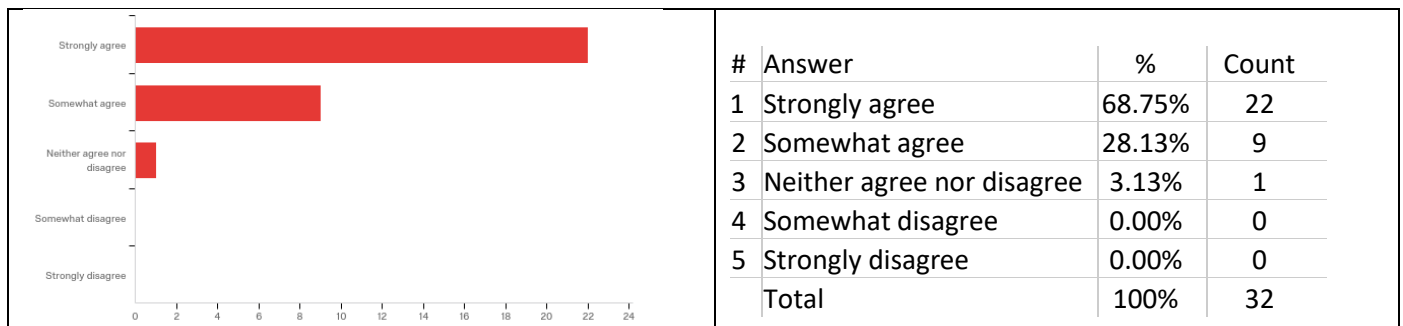 Strongly agree
Somewhat agree
Neither agree nor
disagree
Somewhat disagree
Strongly disagree
0 2 4 6 8 10 12 14 16 18 20 22 24
# Answer % Count
1 Strongly agree 68.75% 22
2 Somewhat agree 28.13% 9
3 Neither agree nor disagree 3.13% 1
4 Somewhat disagree 0.00% 0
5 Strongly disagree 0.00% 0
Total 100% 32